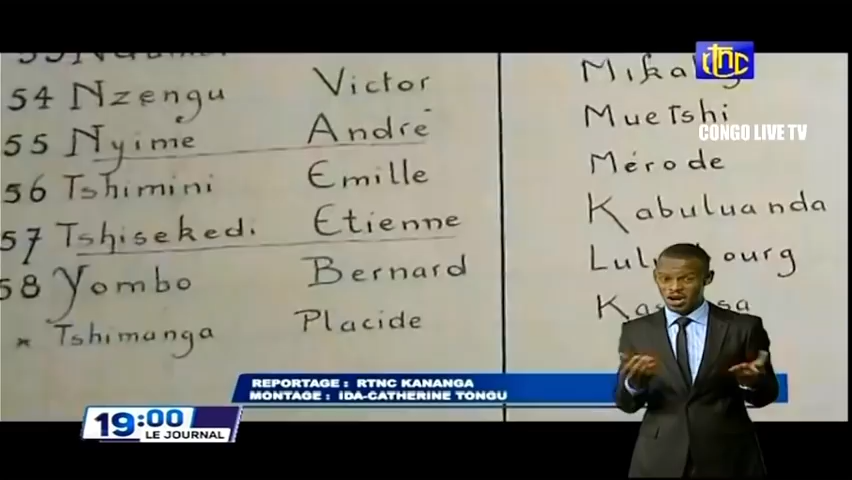 54 Nzengu Victor
55 Nyime André Muetshi
56 Tshimini Emille Mérode
57 Tshisekedi Etienne Kabuluanda
58 Yombo Bernard
* Tshimanga Placide
rtnc
CONGO LIVE TV
REPORTAGE : RTNC KANANGA
MONTAGE : IDA-CATHERINE TONGU
19:00
LE JOURNAL